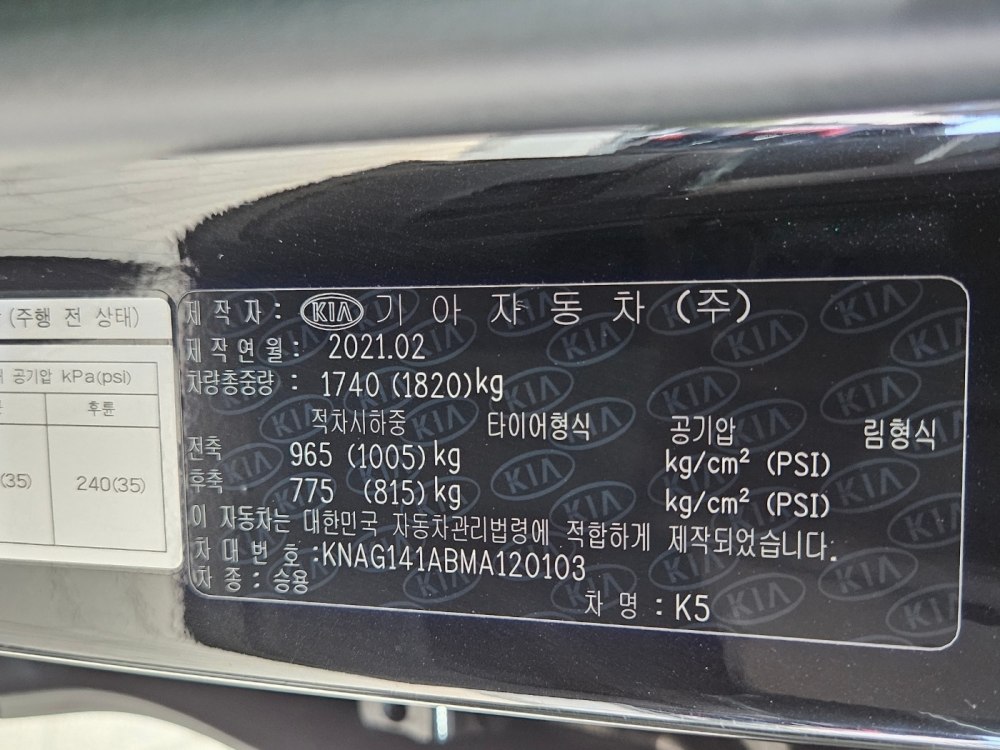 (주행 전 상태)
공기압 kPa(psi)
후륜
(35) 240(35)
제 작 자 : KIA 기 아 자 동 차 (주)
제 작 연 월 : 2021.02
차량총중량 : 1740 (1820)kg
적차시하중 타이어형식 공기압 림형식
전축 965 (1005)kg kg/cm² (PSI)
후축 775 (815)kg kg/cm² (PSI)
이 자동차는 대한민국 자동차관리법령에 적합하게 제작되었습니다.
차 대 번 호 :KNAG141ABMA120103
차 종 : 승용
차 명 : K5